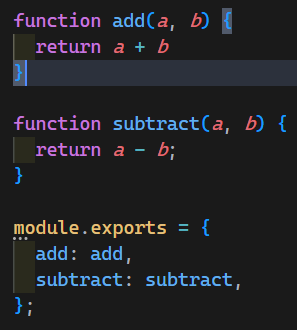 function add(a, b) {
  return a + b
}

function subtract(a, b) {
  return a - b;
}

module.exports = {
  add: add,
  subtract: subtract,
};